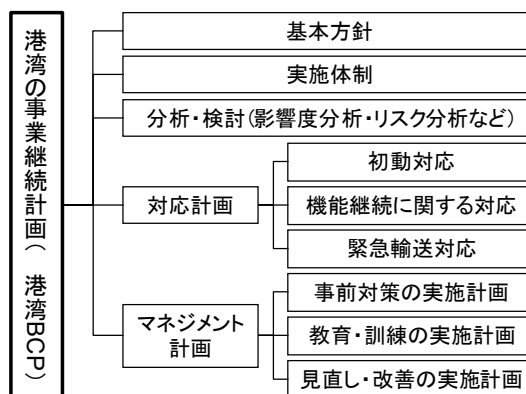 港湾の事業継続計画( 港湾BCP)
基本方針
実施体制
分析・検討(影響度分析・リスク分析など)
対応計画
初動対応
機能継続に関する対応
緊急輸送対応
マネジメント
計画
事前対策の実施計画
教育・訓練の実施計画
見直し・改善の実施計画